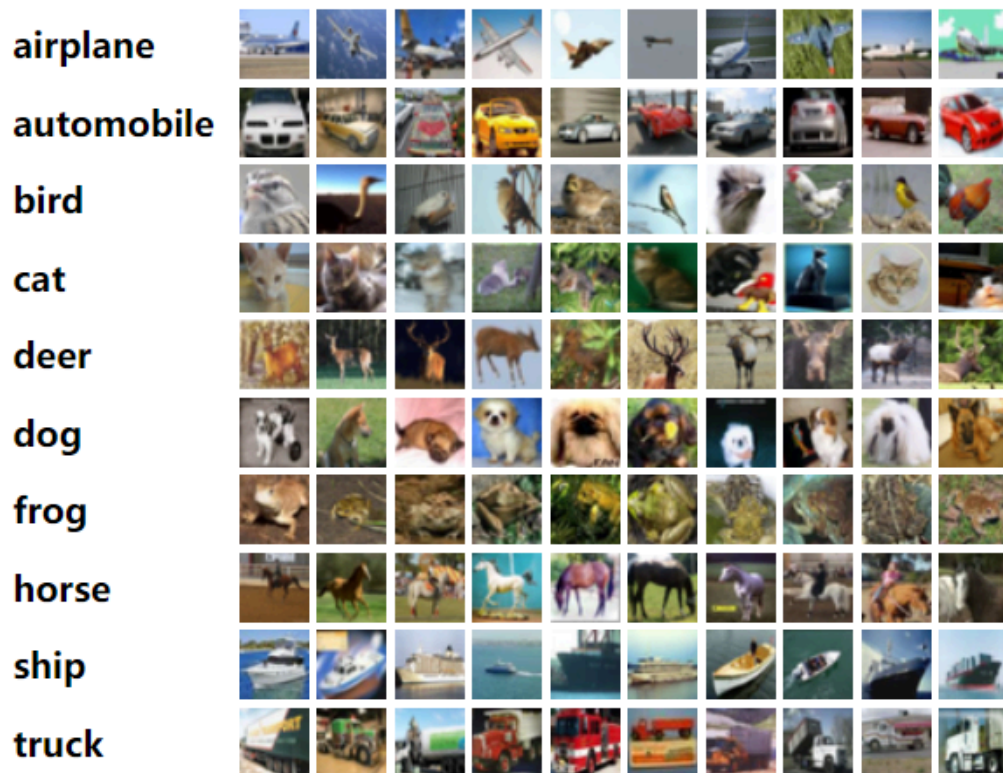 airplane
automobile
bird
cat
deer
dog
frog
horse
ship
truck